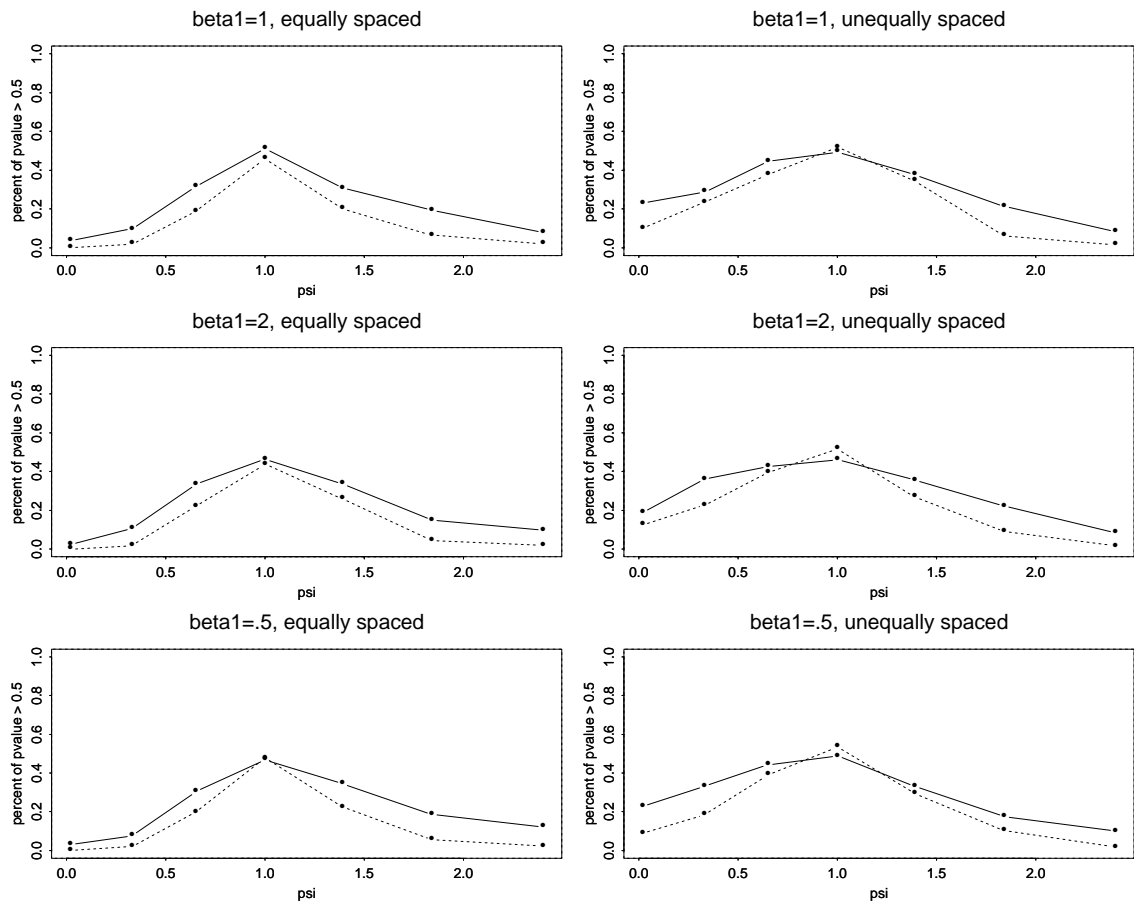 beta1=1, equally spaced
percent of pvalue > 0.5
0.0 0.2 0.4 0.6 0.8 1.0
0.0 0.5 1.0 1.5 2.0
psi
beta1=1, unequally spaced
percent of pvalue > 0.5
0.0 0.2 0.4 0.6 0.8 1.0
0.0 0.5 1.0 1.5 2.0
psi
beta1=2, equally spaced
percent of pvalue > 0.5
0.0 0.2 0.4 0.6 0.8 1.0
0.0 0.5 1.0 1.5 2.0
psi
beta1=2, unequally spaced
percent of pvalue > 0.5
0.0 0.2 0.4 0.6 0.8 1.0
0.0 0.5 1.0 1.5 2.0
psi
beta1=.5, equally spaced
percent of pvalue > 0.5
0.0 0.2 0.4 0.6 0.8 1.0
0.0 0.5 1.0 1.5 2.0
psi
beta1=.5, unequally spaced
percent of pvalue > 0.5
0.0 0.2 0.4 0.6 0.8 1.0
0.0 0.5 1.0 1.5 2.0
psi